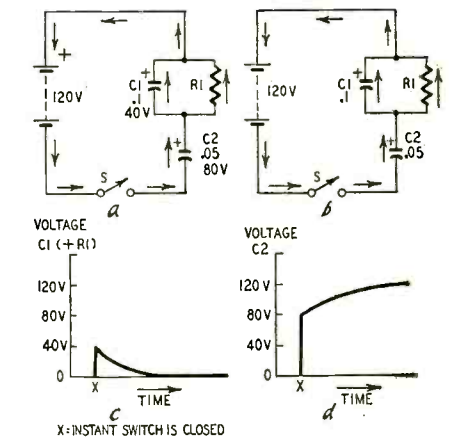 +
120V
C1
+
.1
40V
R1
+
C2
.05
80V
S
a
120V
C1
+
.1
R1
+
C2
.05
S
b
VOLTAGE
C1 (+R1)
120V
80V
40V
0
X
TIME
c
VOLTAGE
C2
120V
80V
40V
0
X
TIME
d
X=INSTANT SWITCH IS CLOSED